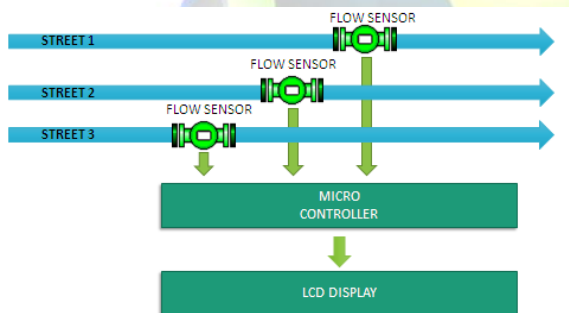 FLOW SENSOR
STREET 1
FLOW SENSOR
STREET 2
FLOW SENSOR
STREET 3
MICRO
CONTROLLER
LCD DISPLAY